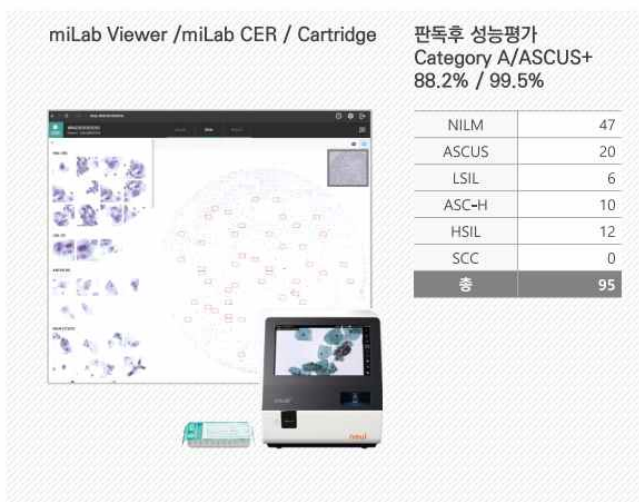 miLab Viewer /miLab CER / Cartridge
판독후 성능평가
Category A/ASCUS+
88.2% / 99.5%
NILM 47
ASCUS 20
LSIL 6
ASC-H 10
HSIL 12
SCC 0
총 95
noul